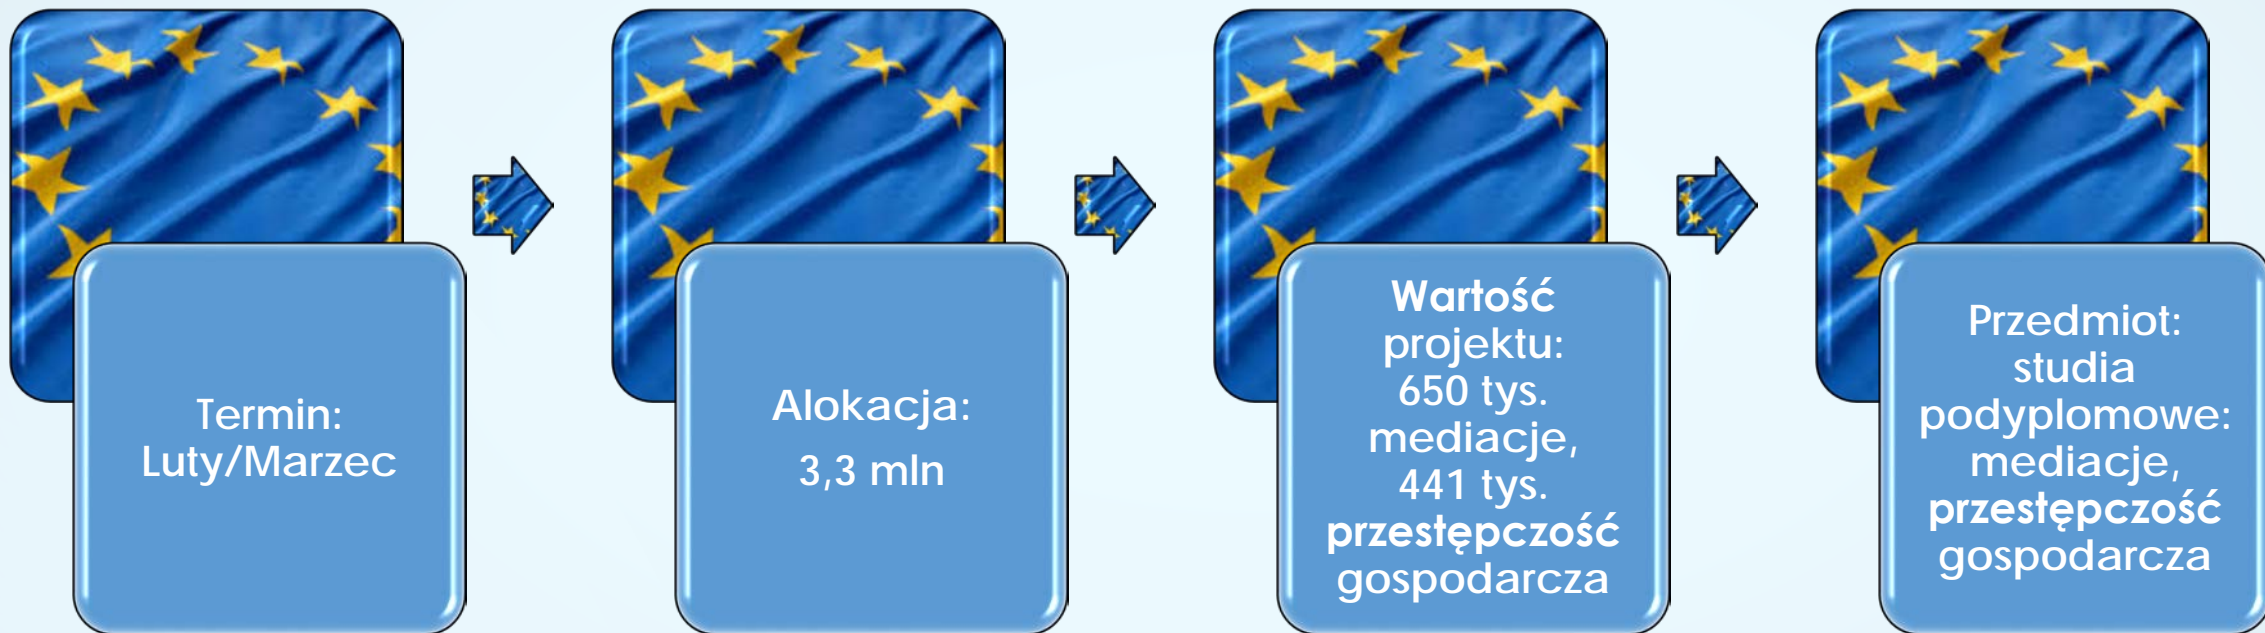 Termin:
Luty/Marzec
Alokacja:
3,3 mln
Wartość
projektu:
650 tys.
mediacje,
441 tys.
przestępczość
gospodarcza
Przedmiot:
studia
podyplomowe:
mediacje,
przestępczość
gospodarcza